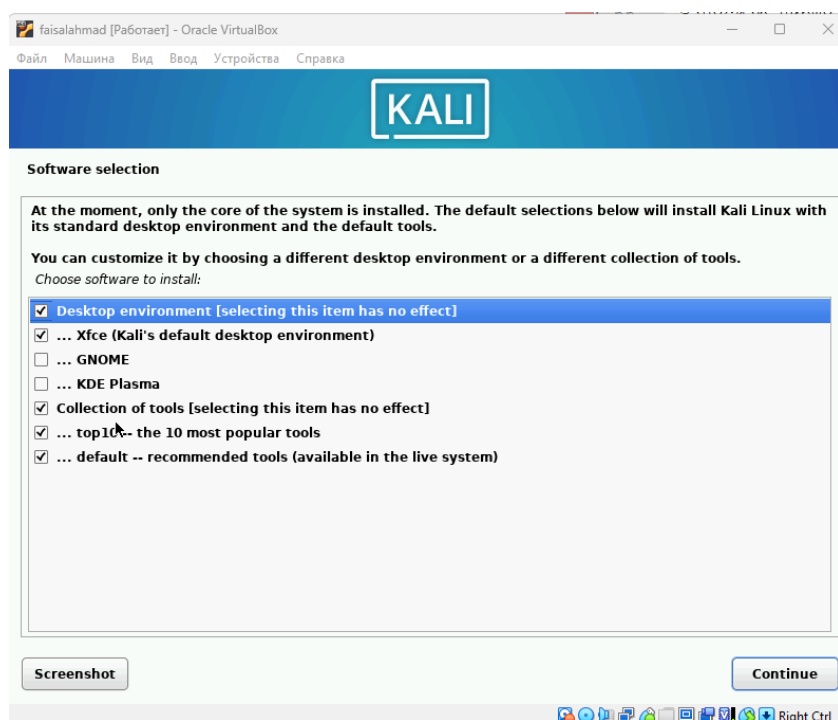 faisalahmad [Работает] - Oracle VirtualBox
Файл Машина Вид Ввод Устройства Справка
KALI
Software selection
At the moment, only the core of the system is installed. The default selections below will install Kali Linux with
its standard desktop environment and the default tools.
You can customize it by choosing a different desktop environment or a different collection of tools.
Choose software to install:
Desktop environment [selecting this item has no effect]
... Xfce (Kali's default desktop environment)
... GNOME
... KDE Plasma
Collection of tools [selecting this item has no effect]
... top10 -- the 10 most popular tools
... default -- recommended tools (available in the live system)
Screenshot Continue
Right Ctrl